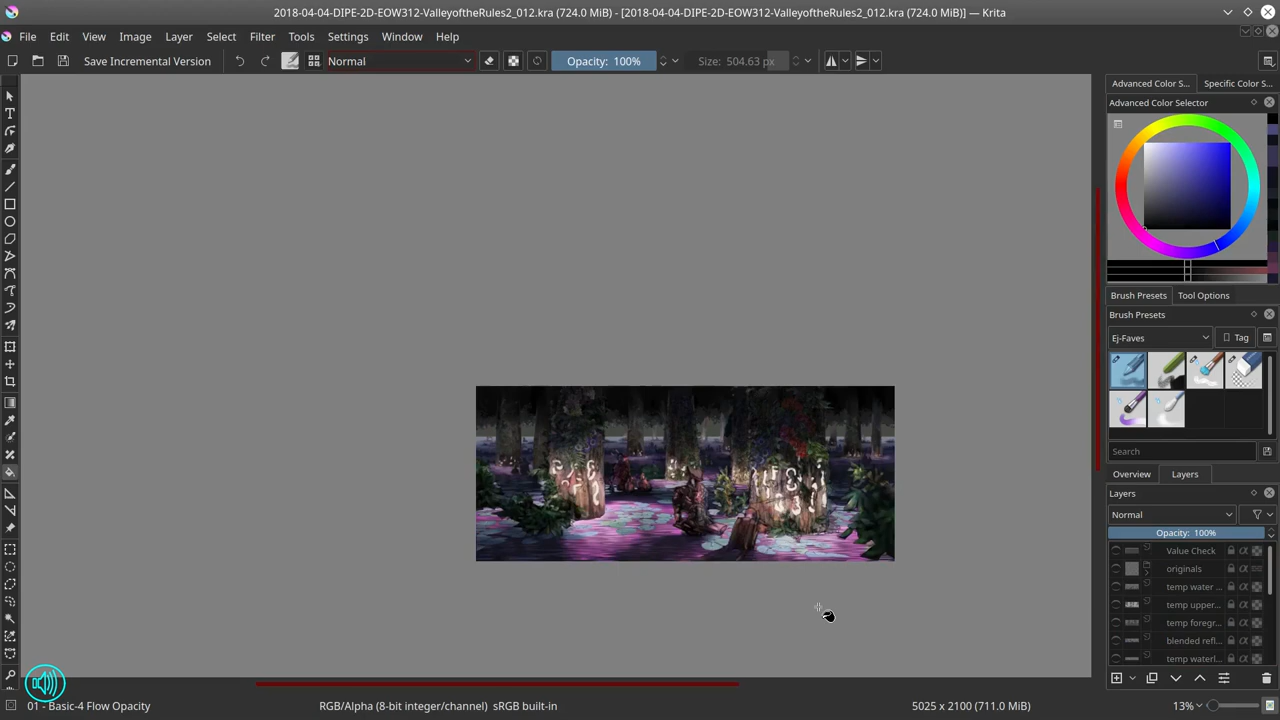 2018-04-04-DIPE-2D-EOW312-ValleyoftheRules2_012.kra (724.0 MiB) - [2018-04-04-DIPE-2D-EOW312-ValleyoftheRules2_012.kra (724.0 MiB)] — Krita
File Edit View Image Layer Select Filter Tools Settings Window Help
Save Incremental Version Normal Opacity: 100% Size: 504.63 px
Advanced Color S... Specific Color S...
Advanced Color Selector
Brush Presets Tool Options
Brush Presets
Ej-Faves Tag
Search
Overview Layers
Layers
Normal
Opacity: 100%
Value Check
originals
temp water ...
temp upper...
temp foregr...
blended refl...
temp waterl...
01 - Basic-4 Flow Opacity RGB/Alpha (8-bit integer/channel) sRGB built-in 5025 x 2100 (711.0 MiB) 13%